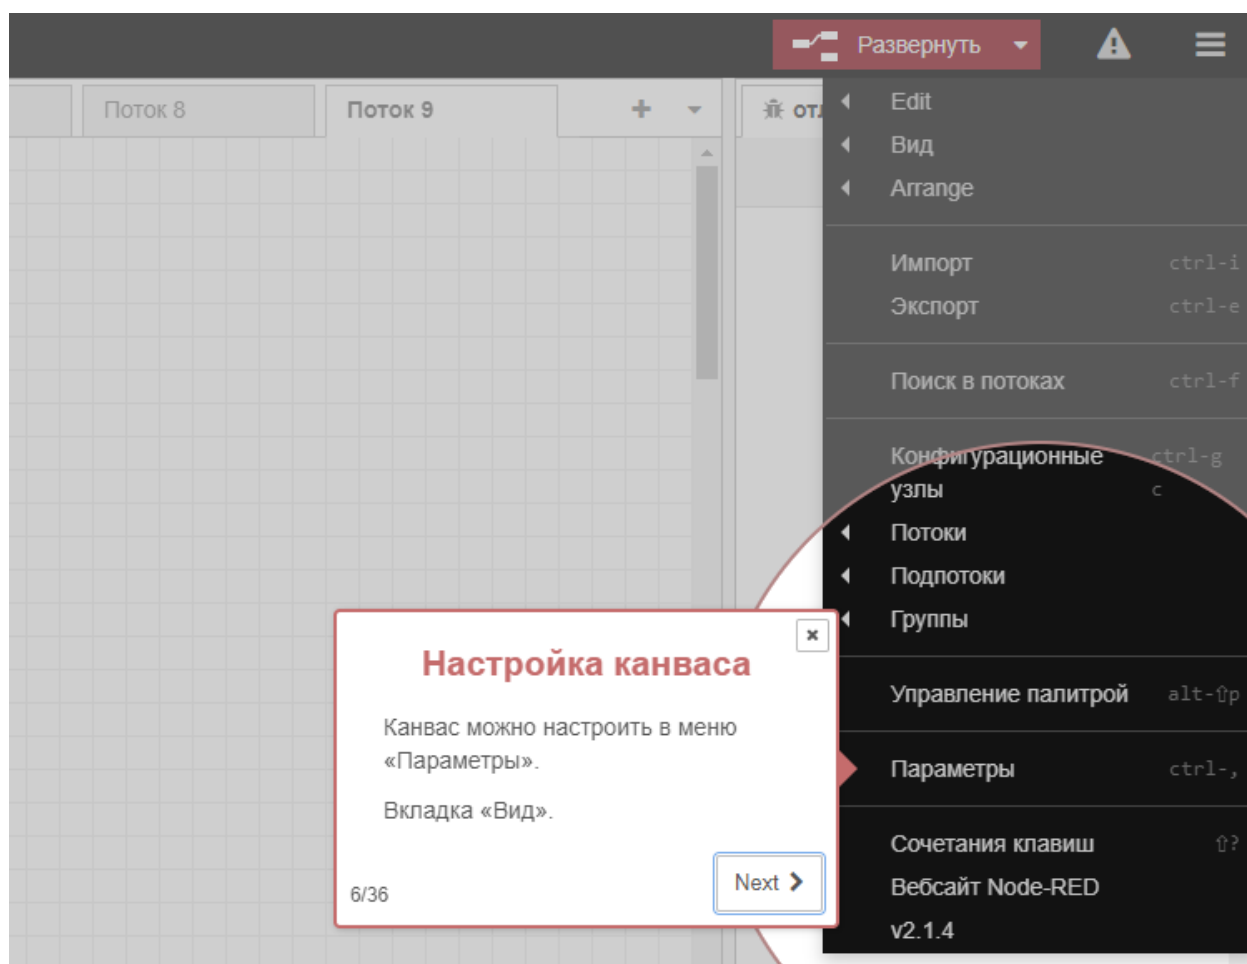 Развернуть
Поток 8
Поток 9
Edit
Вид
Arrange
Импорт ctrl-i
Экспорт ctrl-e
Поиск в потоках ctrl-f
Конфигурационные ctrl-g
узлы c
Потоки
Подпотоки
Группы
Управление палитрой alt-⇧p
Параметры ctrl-,
Сочетания клавиш ⇧?
Вебсайт Node-RED
v2.1.4
Настройка канваса
Канвас можно настроить в меню
«Параметры».
Вкладка «Вид».
6/36
Next